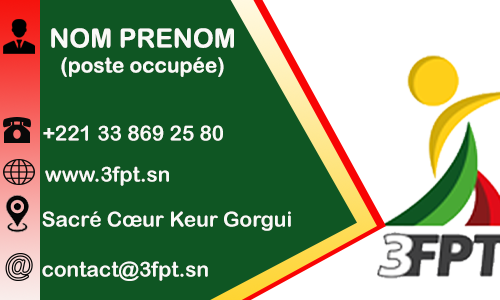 NOM PRENOM
(poste occupée)
+221 33 869 25 80
www.3fpt.sn
Sacré Cœur Keur Gorgui
@ contact@3fpt.sn
3FPT